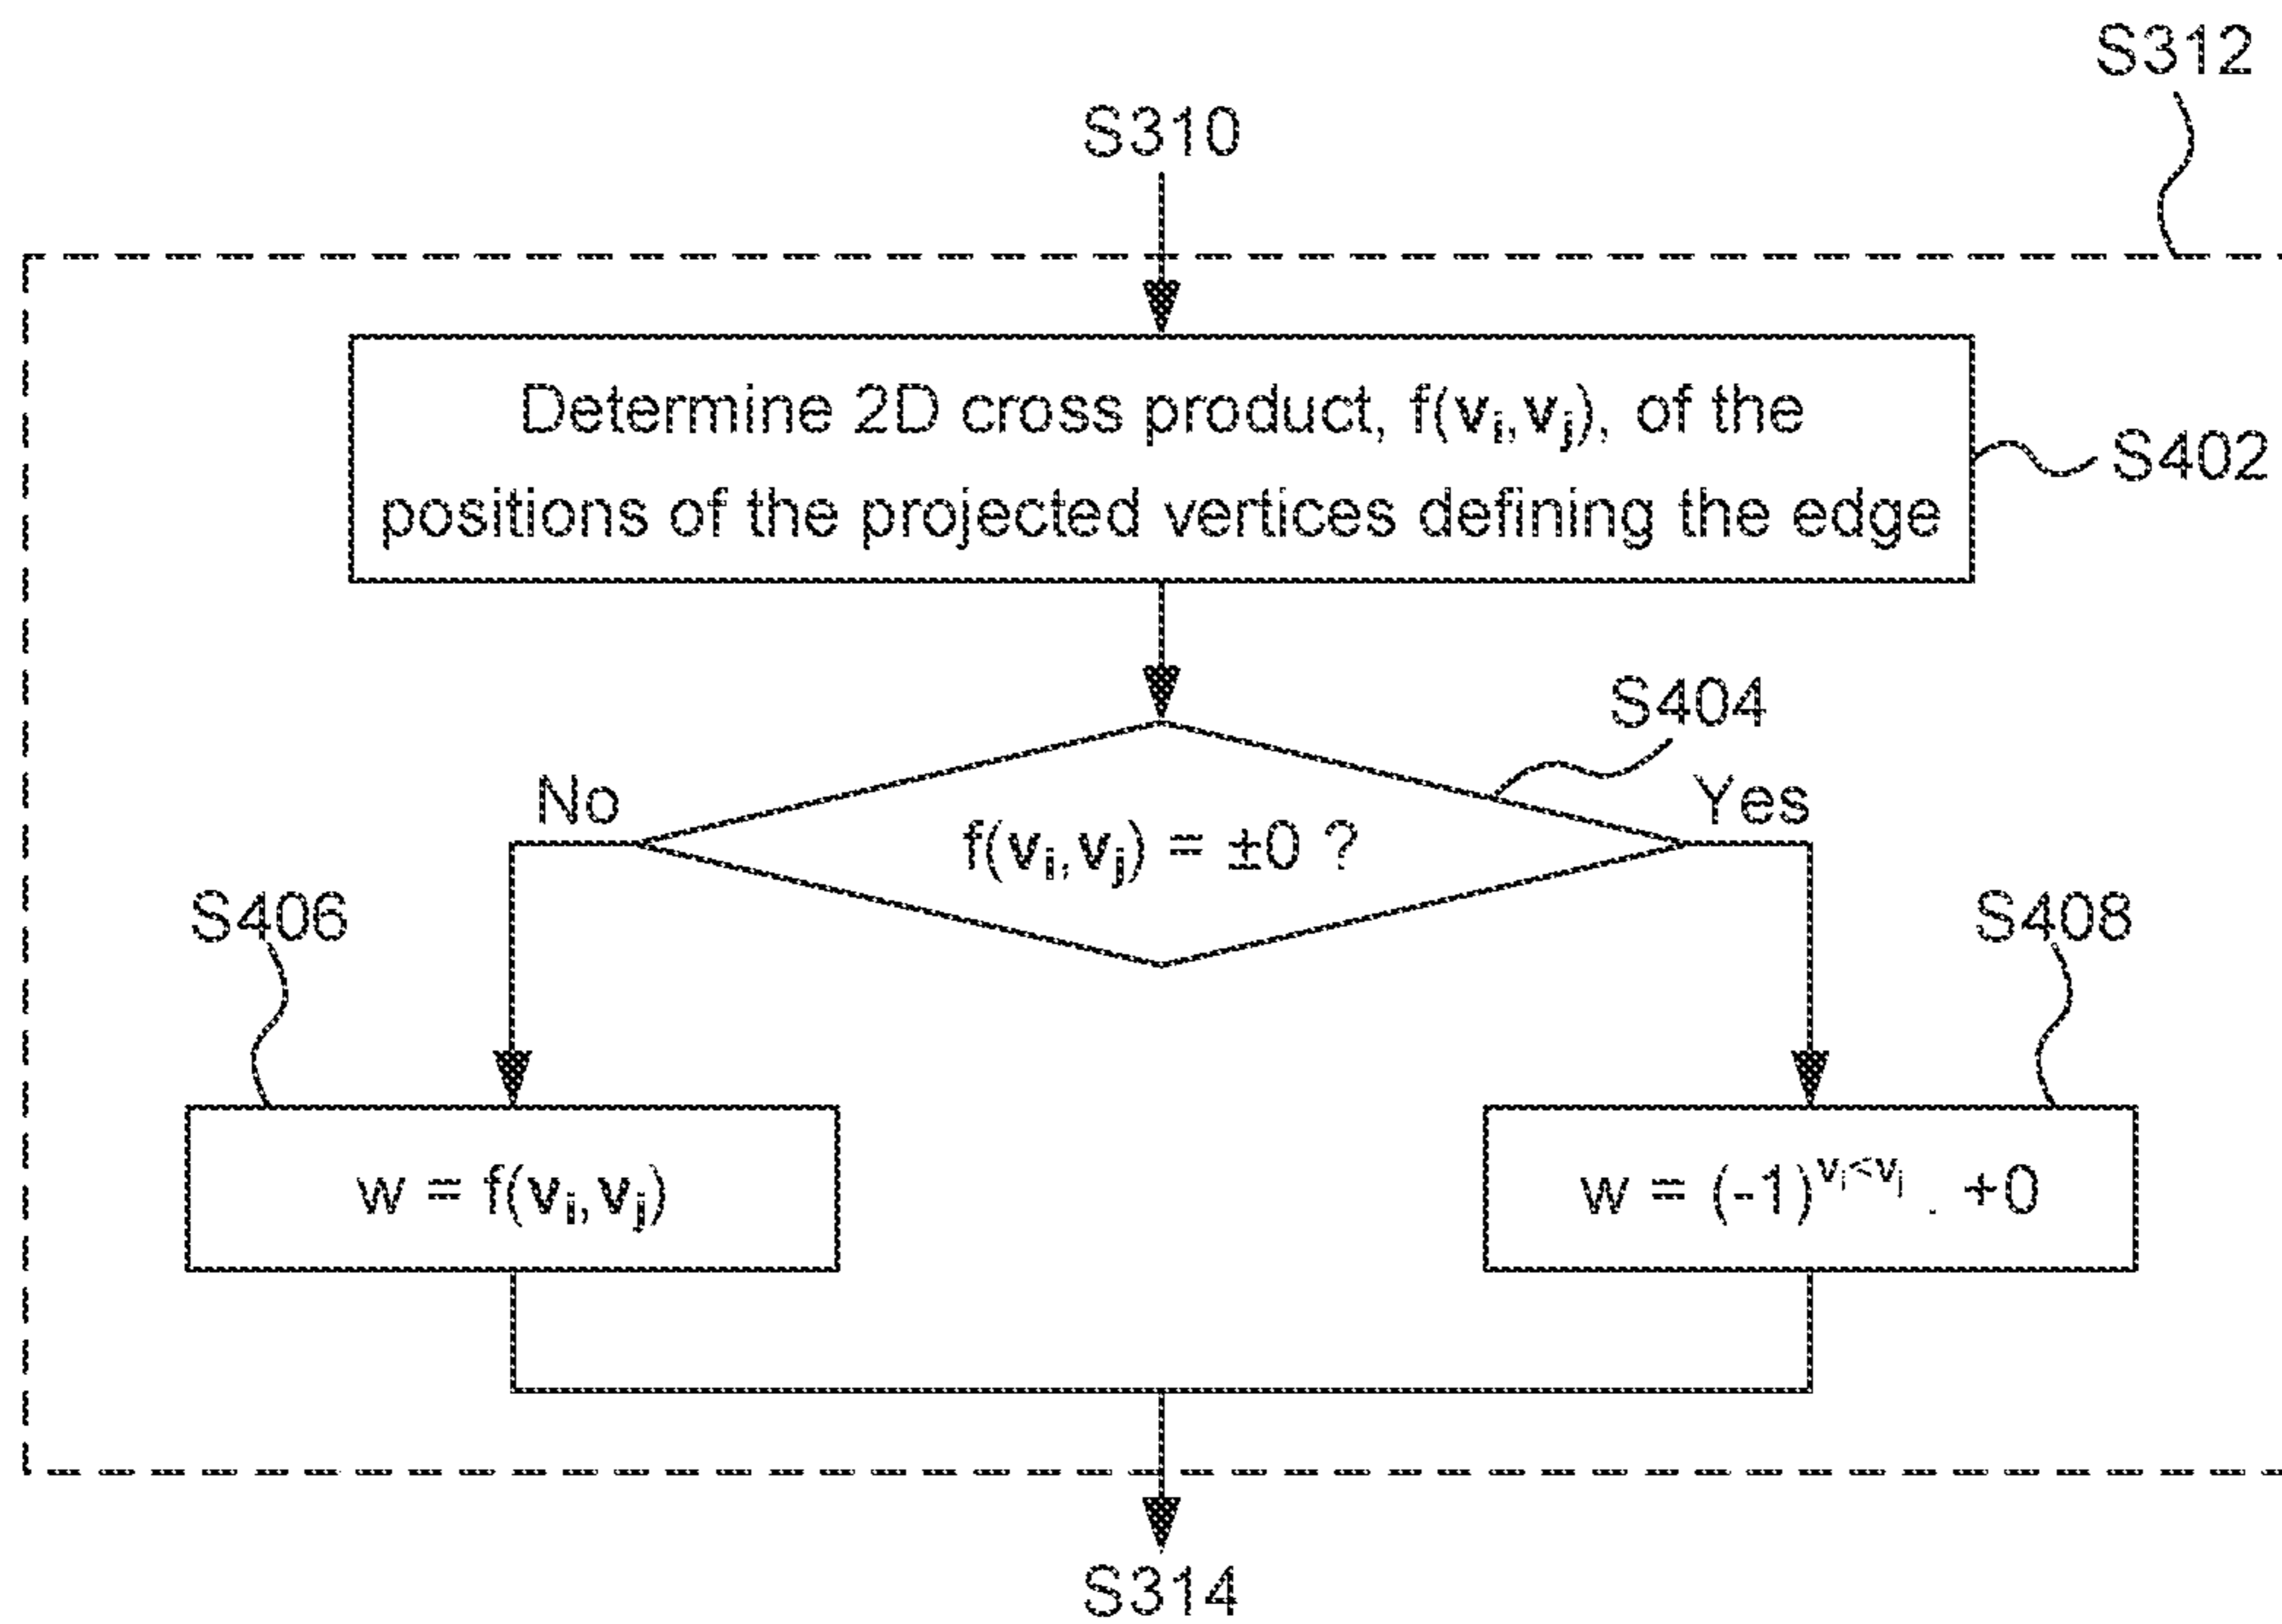 S312
S310
Determine 2D cross product, f(vᵢ,vⱼ), of the
positions of the projected vertices defining the edge
S402
S404
No
Yes
f(vᵢ,vⱼ) = ±0 ?
S406
S408
w = f(vᵢ,vⱼ)
w = (-1)^{vᵢ<vⱼ} . +0
S314